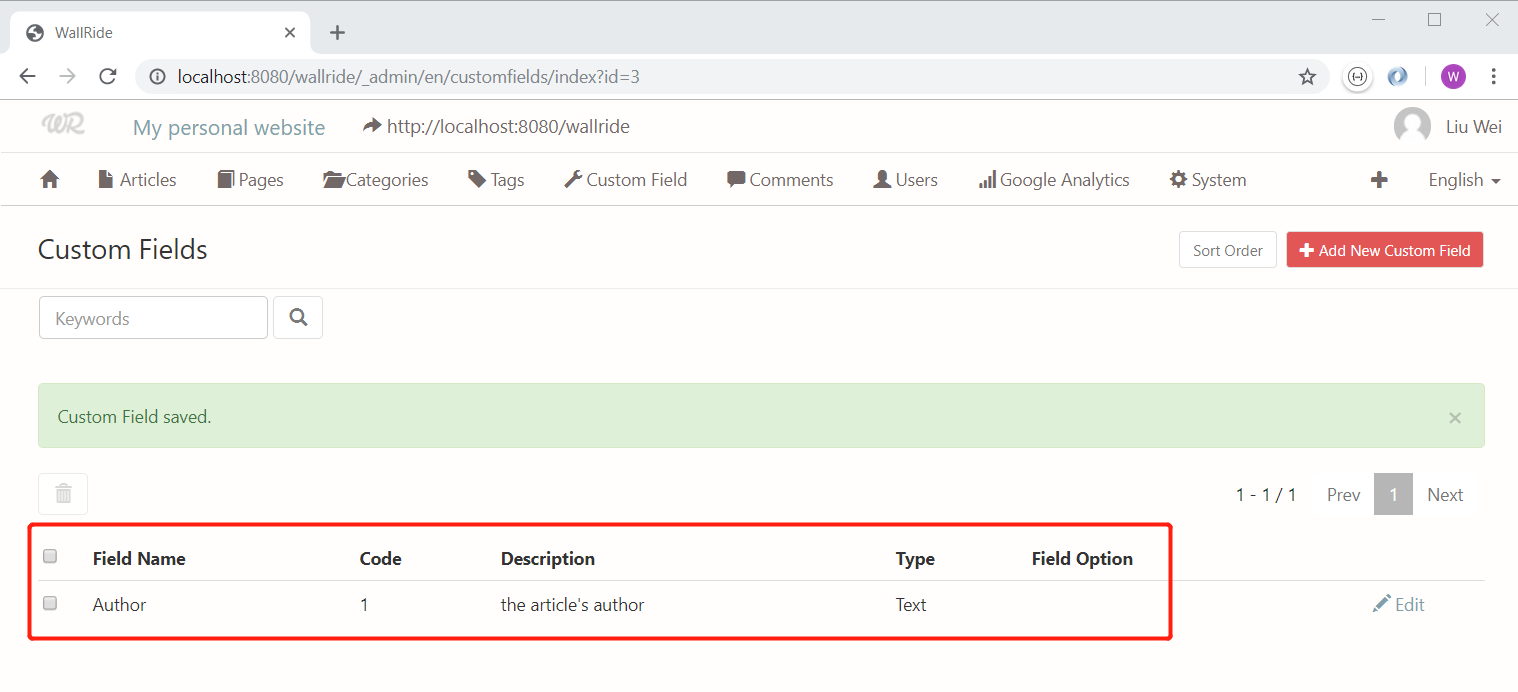 WallRide
localhost:8080/wallride/_admin/en/customfields/index?id=3
W
WR My personal website http://localhost:8080/wallride Liu Wei
Articles Pages Categories Tags Custom Field Comments Users Google Analytics System English
Custom Fields Sort Order Add New Custom Field
Keywords
Custom Field saved. ×
1 - 1 / 1 Prev 1 Next
Field Name Code Description Type Field Option
Author 1 the article's author Text Edit